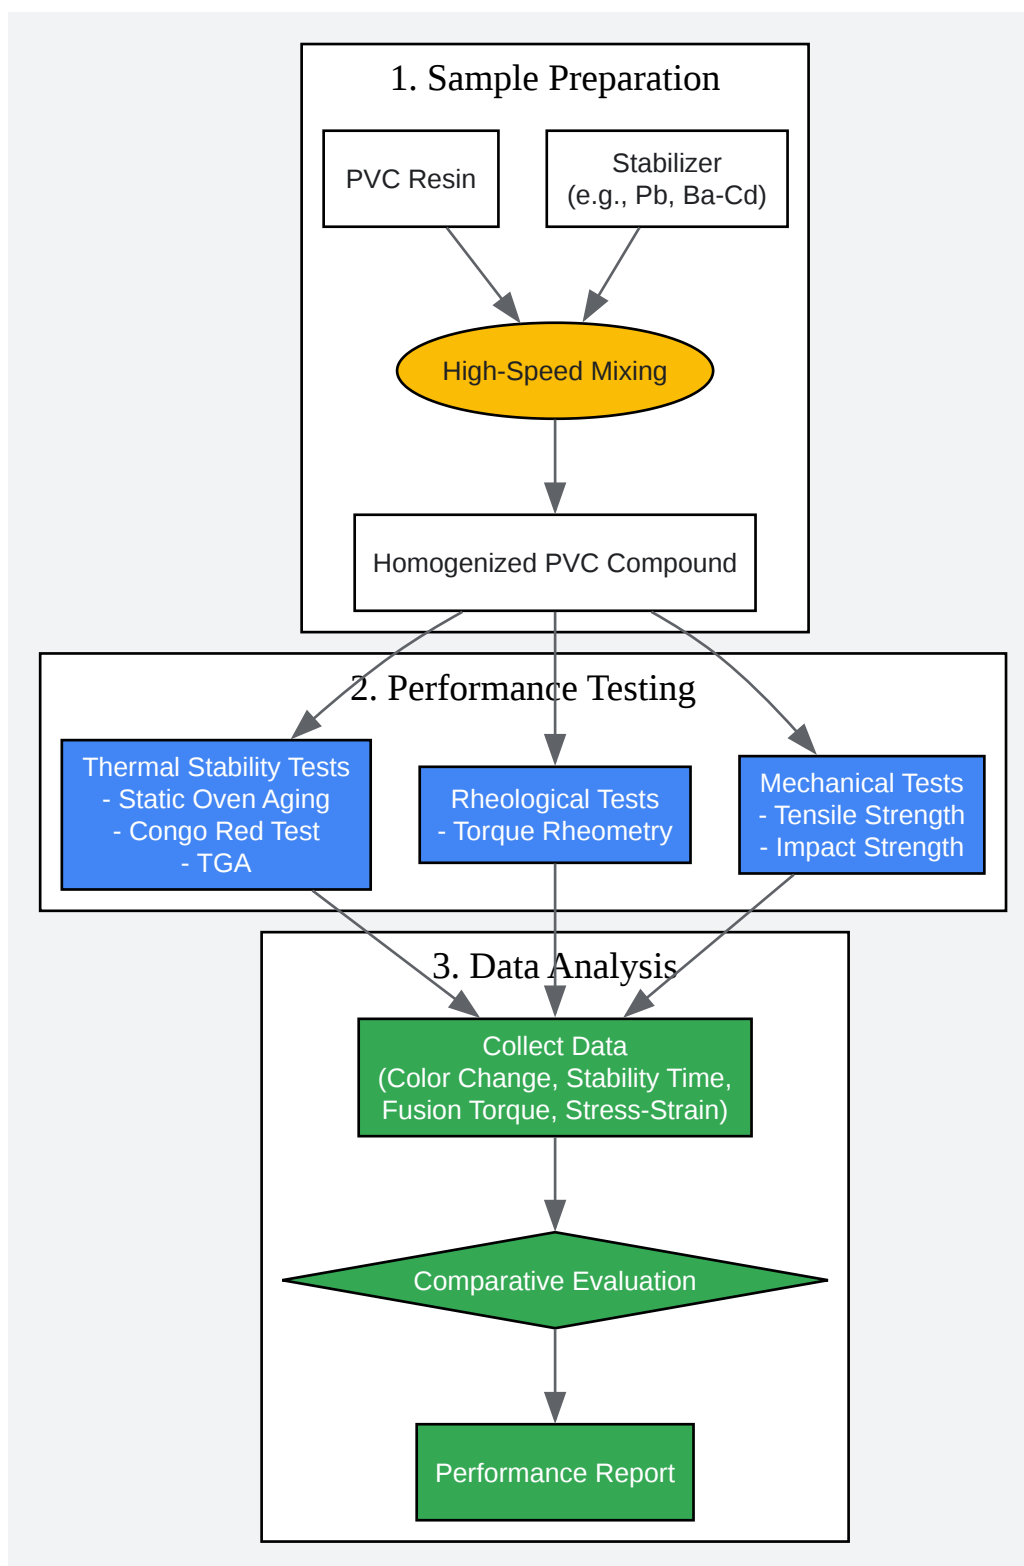 1. Sample Preparation
PVC Resin
Stabilizer
(e.g., Pb, Ba-Cd)
High-Speed Mixing
Homogenized PVC Compound
2. Performance Testing
Thermal Stability Tests
- Static Oven Aging
- Congo Red Test
- TGA
Rheological Tests
- Torque Rheometry
Mechanical Tests
- Tensile Strength
- Impact Strength
3. Data Analysis
Collect Data
(Color Change, Stability Time,
Fusion Torque, Stress-Strain)
Comparative Evaluation
Performance Report